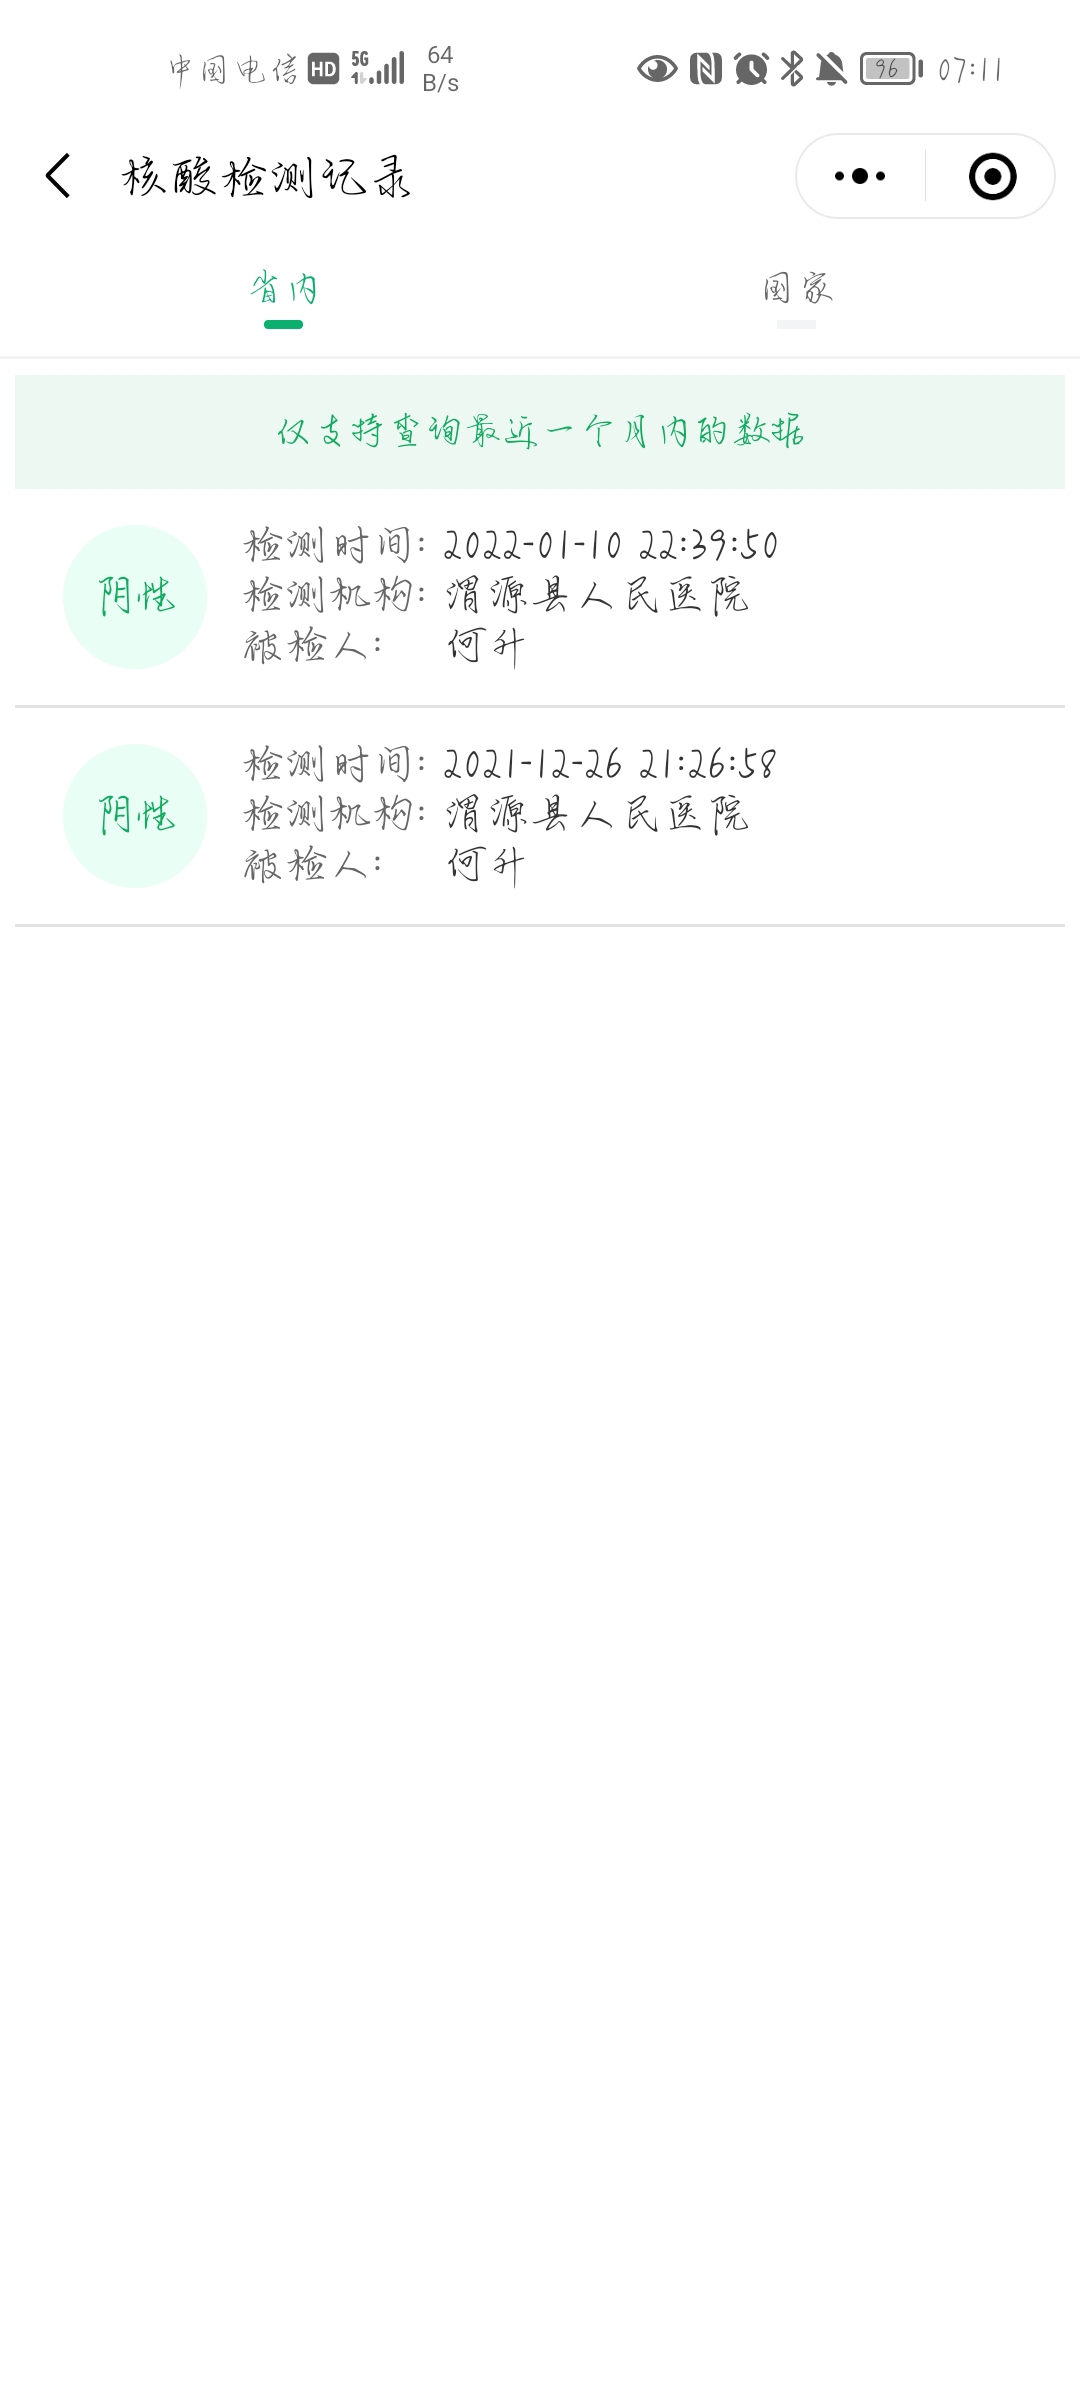 中国电信 HD 5G 64 B/s 96 07:11
核酸检测记录
省内 国家
仅支持查询最近一个月内的数据
检测时间: 2022-01-10 22:39:50
阴性 检测机构: 渭源县人民医院
被检人: 何升
检测时间: 2021-12-26 21:26:58
阴性 检测机构: 渭源县人民医院
被检人: 何升